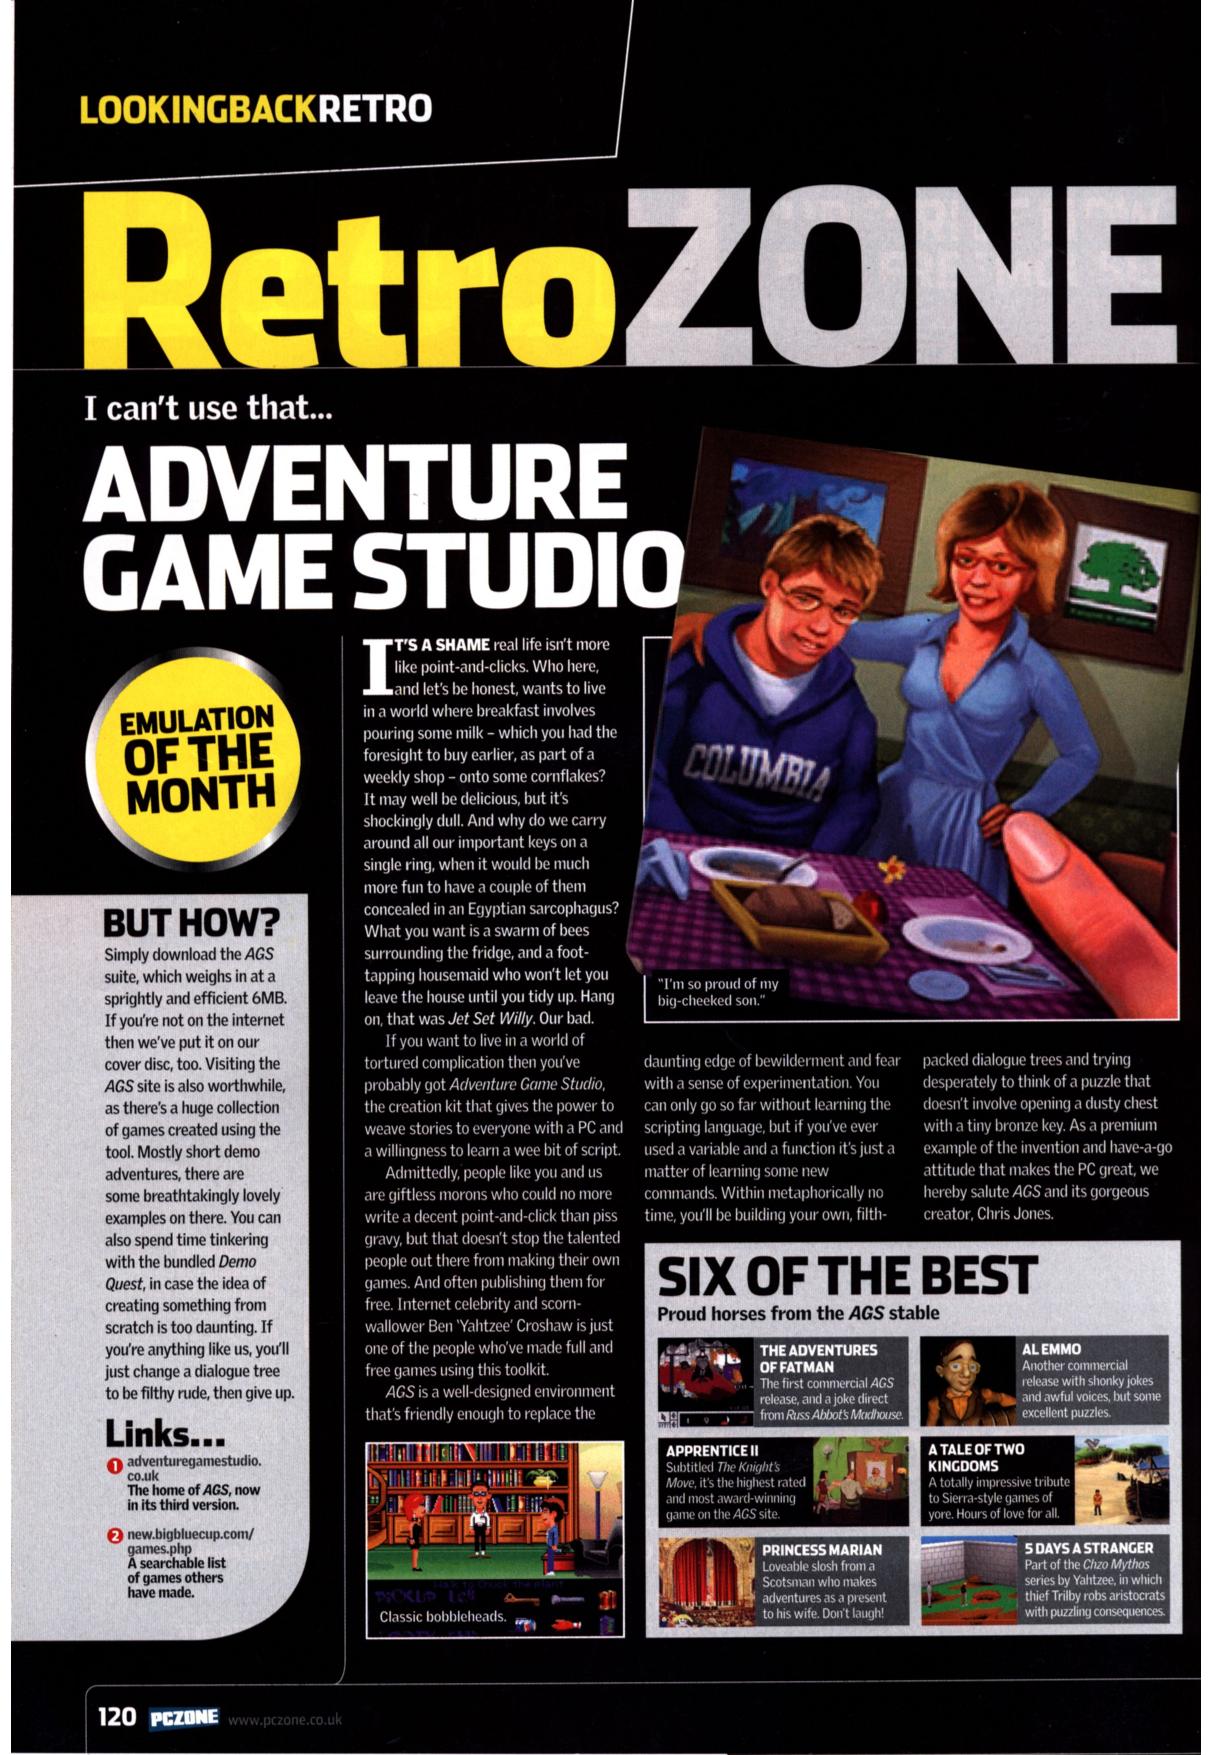 LOOKINGBACKRETRO
RetroZONE
I can't use that...
ADVENTURE
GAME STUDIO
EMULATION
OF THE
MONTH
BUT HOW?
Simply download the AGS
suite, which weighs in at a
sprightly and efficient 6MB.
If you're not on the internet
then we've put it on our
cover disc, too. Visiting the
AGS site is also worthwhile,
as there's a huge collection
of games created using the
tool. Mostly short demo
adventures, there are
some breathtakingly lovely
examples on there. You can
also spend time tinkering
with the bundled Demo
Quest, in case the idea of
creating something from
scratch is too daunting. If
you're anything like us, you'll
just change a dialogue tree
to be filthy rude, then give up.
Links...
1 adventuregamestudio.
co.uk
The home of AGS, now
in its third version.
2 new.bigbluecup.com/
games.php
A searchable list
of games others
have made.
IT'S A SHAME real life isn't more
like point-and-clicks. Who here,
and let's be honest, wants to live
in a world where breakfast involves
pouring some milk – which you had the
foresight to buy earlier, as part of a
weekly shop – onto some cornflakes?
It may well be delicious, but it's
shockingly dull. And why do we carry
around all our important keys on a
single ring, when it would be much
more fun to have a couple of them
concealed in an Egyptian sarcophagus?
What you want is a swarm of bees
surrounding the fridge, and a foot-
tapping housemaid who won't let you
leave the house until you tidy up. Hang
on, that was Jet Set Willy. Our bad.
If you want to live in a world of
tortured complication then you've
probably got Adventure Game Studio,
the creation kit that gives the power to
weave stories to everyone with a PC and
a willingness to learn a wee bit of script.
Admittedly, people like you and us
are giftless morons who could no more
write a decent point-and-click than piss
gravy, but that doesn't stop the talented
people out there from making their own
games. And often publishing them for
free. Internet celebrity and scorn-
wallower Ben 'Yahtzee' Croshaw is just
one of the people who've made full and
free games using this toolkit.
AGS is a well-designed environment
that's friendly enough to replace the
Classic bobbleheads.
COLUMBIA
"I'm so proud of my
big-cheeked son."
daunting edge of bewilderment and fear
with a sense of experimentation. You
can only go so far without learning the
scripting language, but if you've ever
used a variable and a function it's just a
matter of learning some new
commands. Within metaphorically no
time, you'll be building your own, filth-
packed dialogue trees and trying
desperately to think of a puzzle that
doesn't involve opening a dusty chest
with a tiny bronze key. As a premium
example of the invention and have-a-go
attitude that makes the PC great, we
hereby salute AGS and its gorgeous
creator, Chris Jones.
SIX OF THE BEST
Proud horses from the AGS stable
THE ADVENTURES
OF FATMAN
The first commercial AGS
release, and a joke direct
from Russ Abbot's Madhouse.
AL EMMO
Another commercial
release with shonky jokes
and awful voices, but some
excellent puzzles.
APPRENTICE II
Subtitled The Knight's
Move, it's the highest rated
and most award-winning
game on the AGS site.
A TALE OF TWO
KINGDOMS
A totally impressive tribute
to Sierra-style games of
yore. Hours of love for all.
PRINCESS MARIAN
Loveable slosh from a
Scotsman who makes
adventures as a present
to his wife. Don't laugh!
5 DAYS A STRANGER
Part of the Chzo Mythos
series by Yahtzee, in which
thief Trilby robs aristocrats
with puzzling consequences.
120 PCZONE www.pczone.co.uk